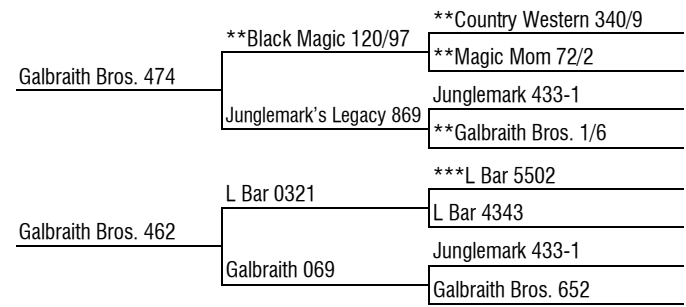 **Country Western 340/9
**Black Magic 120/97
**Magic Mom 72/2
Galbraith Bros. 474
Junglemark 433-1
Junglemark’s Legacy 869
**Galbraith Bros. 1/6
***L Bar 5502
L Bar 0321
L Bar 4343
Galbraith Bros. 462
Junglemark 433-1
Galbraith 069
Galbraith Bros. 652